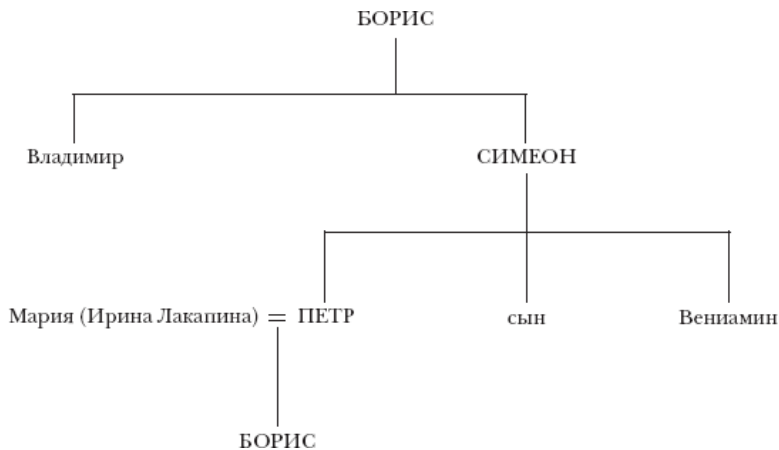 БОРИС
Владимир СИМЕОН
Мария (Ирина Лакапина) = ПЕТР сын Вениамин
БОРИС